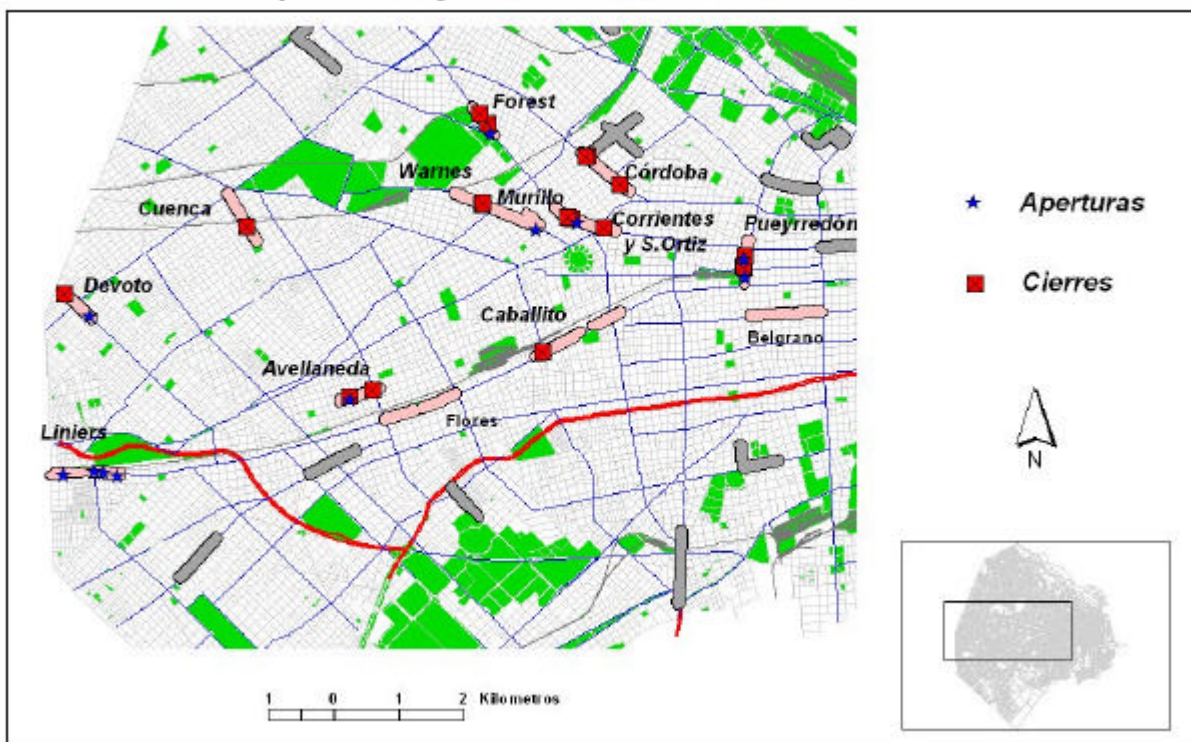 Forest
Warnes
Córdoba
Murillo
Cuenca
Corrientes
y S.Ortiz
Pueyrredón
Devoto
Caballito
Belgrano
Avellaneda
Flores
Liniers
Aperturas
Cierres
N
1 0 1 2 Kilometros